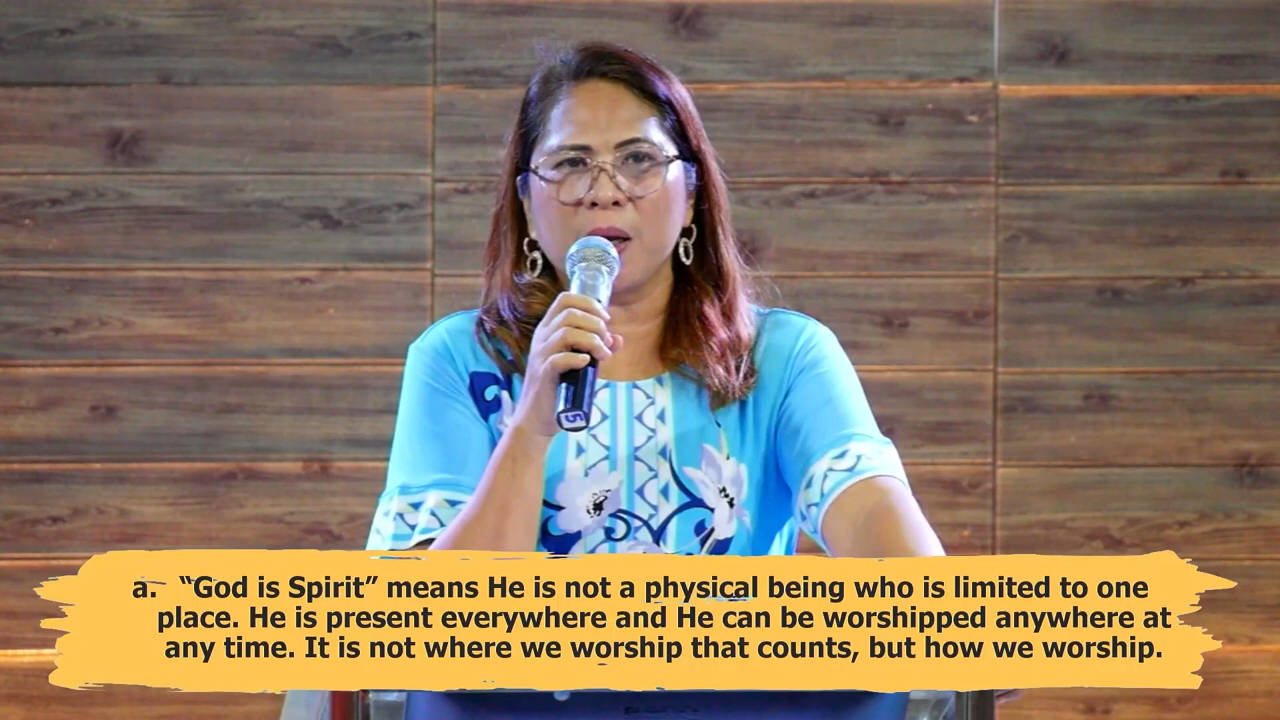 a. “God is Spirit” means He is not a physical being who is limited to one
place. He is present everywhere and He can be worshipped anywhere at
any time. It is not where we worship that counts, but how we worship.
5